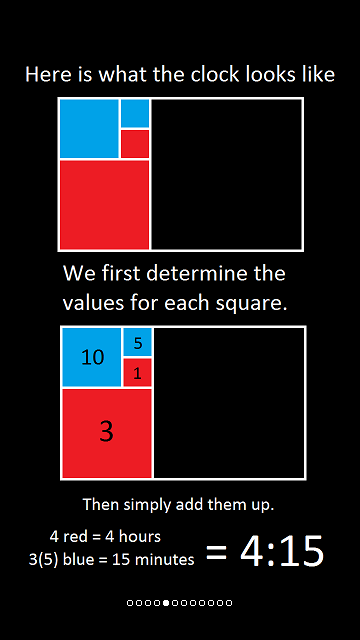 Here is what the clock looks like
We first determine the
values for each square.
10
5
1
3
Then simply add them up.
4 red = 4 hours
3(5) blue = 15 minutes
= 4:15